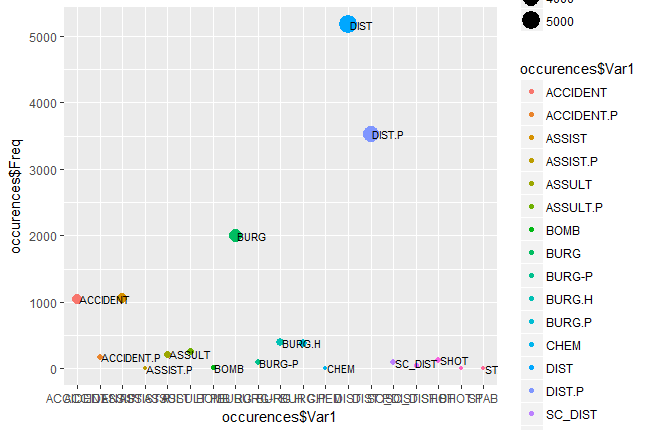 4000
5000
occurences$Var1
ACCIDENT
ACCIDENT.P
ASSIST
ASSIST.P
ASSULT
ASSULT.P
BOMB
BURG
BURG-P
BURG.H
BURG.P
CHEM
DIST
DIST.P
SC_DIST
occurences$Freq
5000
4000
3000
2000
1000
0
DIST
DIST.P
BURG
ACCIDENT
ACCIDENT.P
ASSIST.P
ASSULT
BOMB
BURG-P
BURG.H
CHEM
SC_DIST
SHOT
ST
occurences$Var1